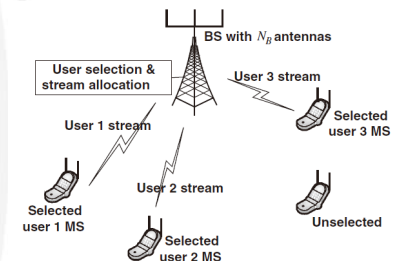 BS with N_B antennas
User selection &
stream allocation
User 3 stream
User 1 stream
Selected
user 3 MS
User 2 stream
Selected
user 1 MS
Unselected
Selected
user 2 MS